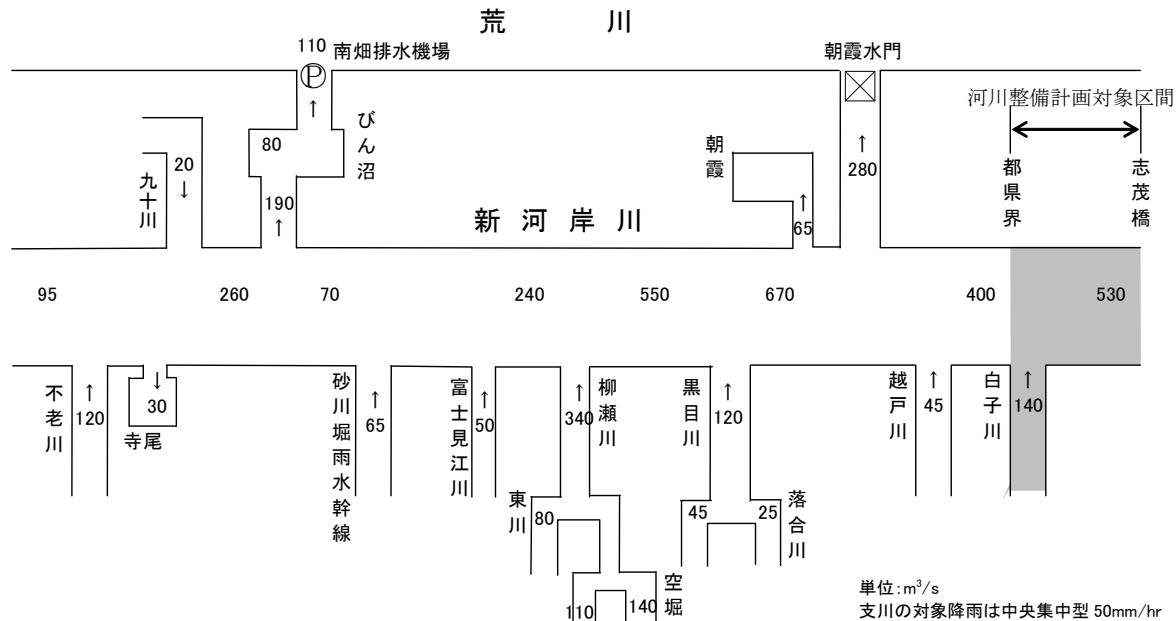 荒川
110 南畑排水機場
朝霞水門
河川整備計画対象区間
P
↑
びん沼
80
20
↓
九十川
190
↑
朝霞
↑
65
↑
280
都県界
志茂橋
新河岸川
95 260 70 240 550 670 400 530
不老川
↑
120
↓
30
寺尾
砂川堀雨水幹線
↑
65
富士見江川
↑
50
柳瀬川
↑
340
東川
80
110
140
空堀
黒目川
↑
120
45
25
落合川
越戸川
↑
45
白子川
↑
140
単位:m³/s
支川の対象降雨は中央集中型 50mm/hr